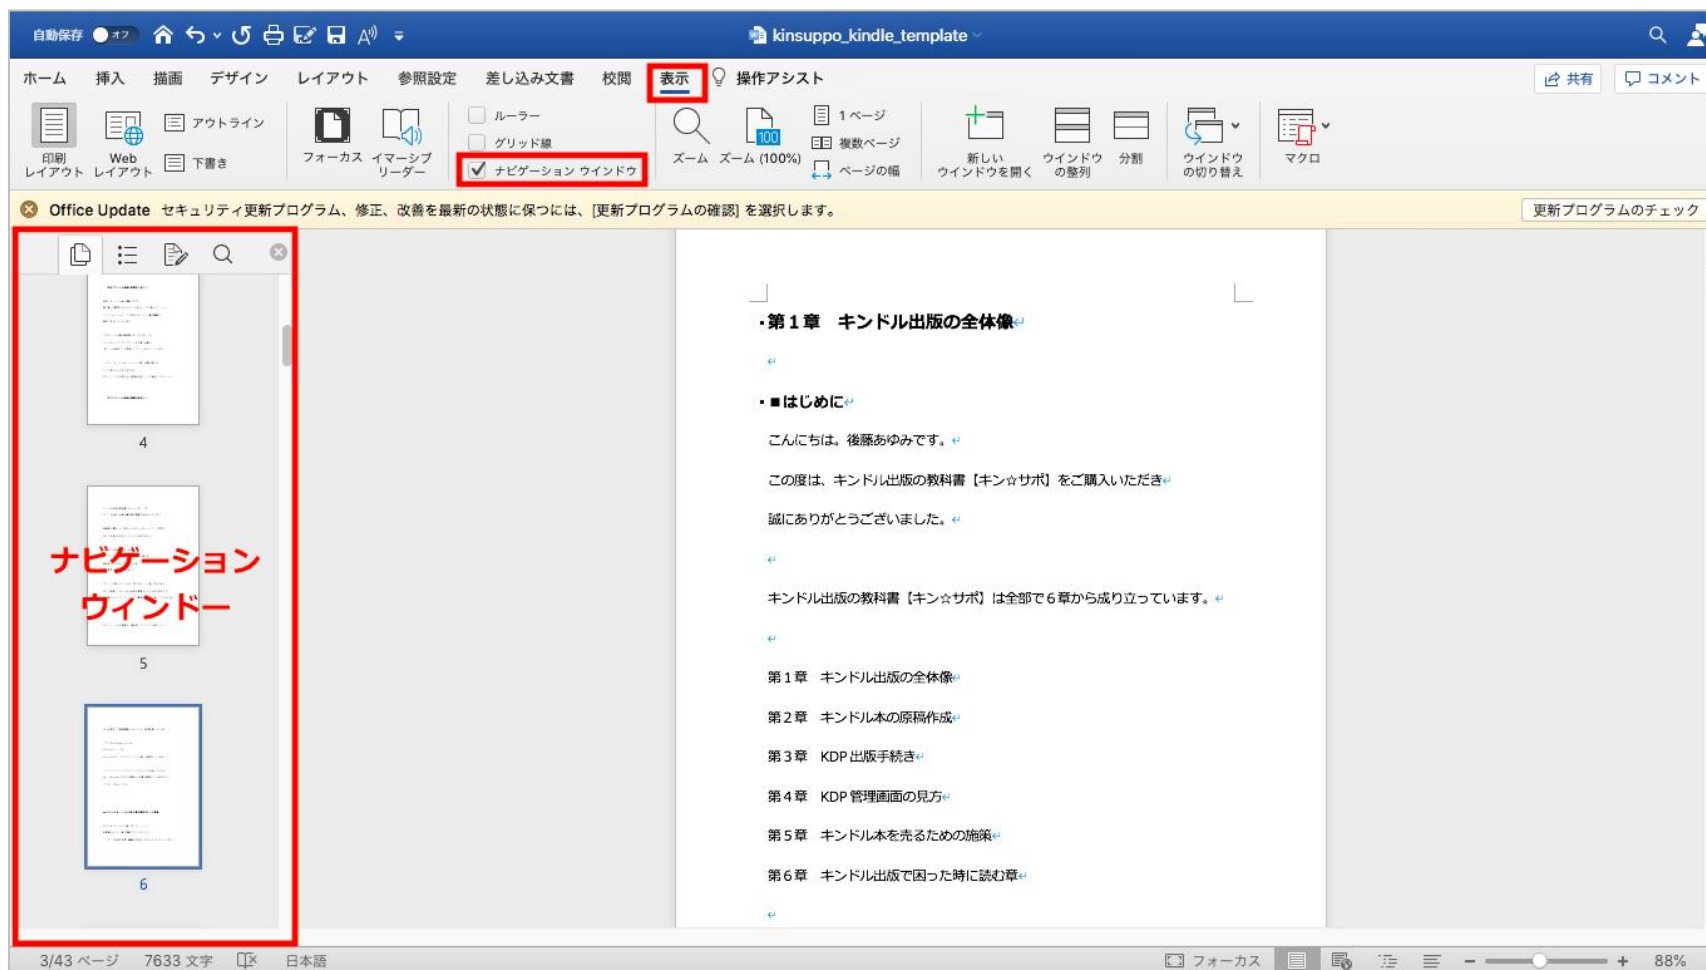 自動保存 オフ
kinsuppo_kindle_template
ホーム 挿入 描画 デザイン レイアウト 参照設定 差し込み文書 校閲 表示 操作アシスト
共有 コメント
印刷
レイアウト
Web
レイアウト
アウトライン
下書き
フォーカス
イマーシブ
リーダー
ルーラー
グリッド線
ナビゲーション ウインドウ
ズーム
100
ズーム (100%)
1 ページ
複数ページ
ページの幅
新しい
ウインドウを開く
ウインドウ
の整列
分割
ウインドウ
の切り替え
マクロ
Office Update セキュリティ更新プログラム、修正、改善を最新の状態に保つには、[更新プログラムの確認] を選択します。
更新プログラムのチェック
4
ナビゲーション
ウィンドー
5
6
第1章 キンドル出版の全体像
■はじめに
こんにちは。後藤あゆみです。
この度は、キンドル出版の教科書【キン☆サポ】をご購入いただき
誠にありがとうございました。
キンドル出版の教科書【キン☆サポ】は全部で6章から成り立っています。
第1章 キンドル出版の全体像
第2章 キンドル本の原稿作成
第3章 KDP 出版手続き
第4章 KDP 管理画面の見方
第5章 キンドル本を売るための施策
第6章 キンドル出版で困った時に読む章
3/43 ページ 7633 文字 日本語
フォーカス
88%